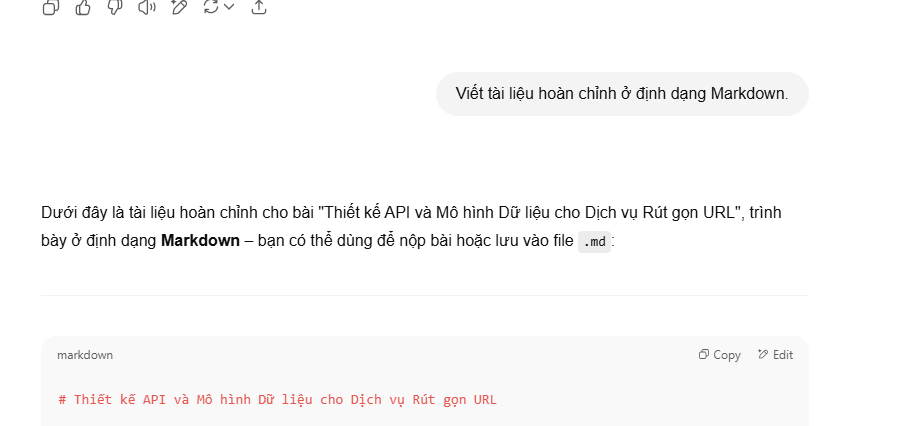 Viết tài liệu hoàn chỉnh ở định dạng Markdown.
Dưới đây là tài liệu hoàn chỉnh cho bài "Thiết kế API và Mô hình Dữ liệu cho Dịch vụ Rút gọn URL", trình
bày ở định dạng Markdown – bạn có thể dùng để nộp bài hoặc lưu vào file .md:
markdown
Copy
Edit
# Thiết kế API và Mô hình Dữ liệu cho Dịch vụ Rút gọn URL